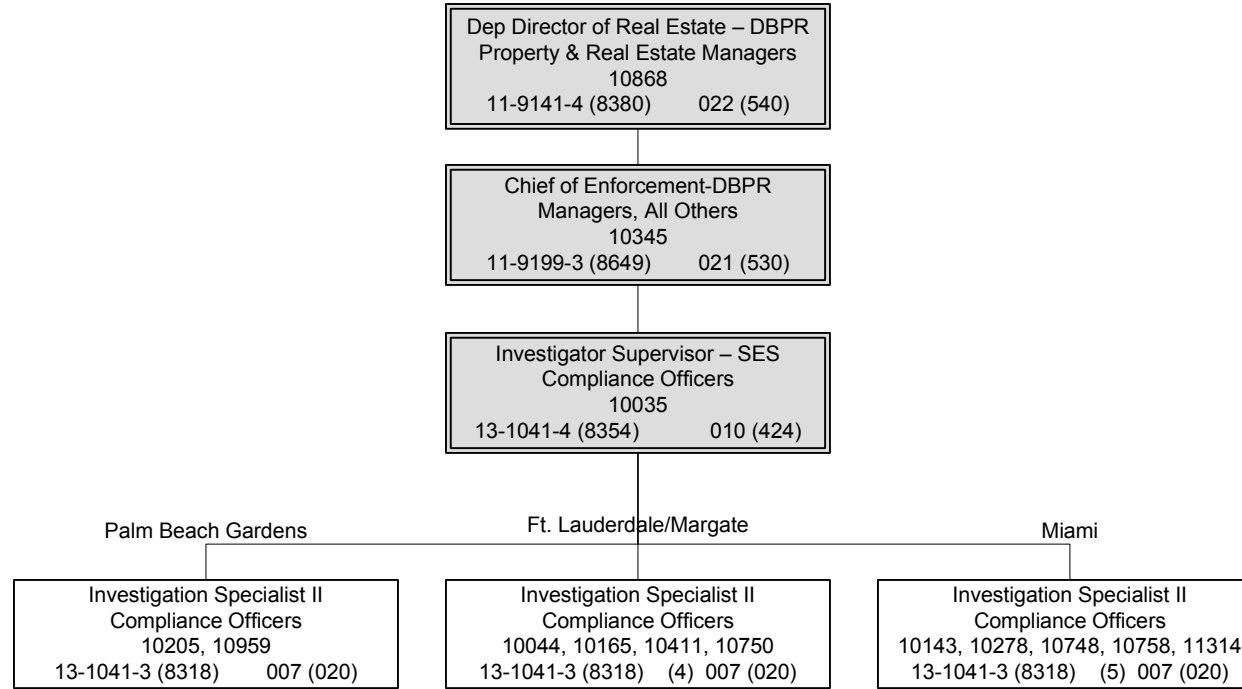 Dep Director of Real Estate – DBPR
Property & Real Estate Managers
10868
11-9141-4 (8380) 022 (540)
Chief of Enforcement-DBPR
Managers, All Others
10345
11-9199-3 (8649) 021 (530)
Investigator Supervisor – SES
Compliance Officers
10035
13-1041-4 (8354) 010 (424)
Palm Beach Gardens
Ft. Lauderdale/Margate
Miami
Investigation Specialist II
Compliance Officers
10205, 10959
13-1041-3 (8318) 007 (020)
Investigation Specialist II
Compliance Officers
10044, 10165, 10411, 10750
13-1041-3 (8318) (4) 007 (020)
Investigation Specialist II
Compliance Officers
10143, 10278, 10748, 10758, 11314
13-1041-3 (8318) (5) 007 (020)